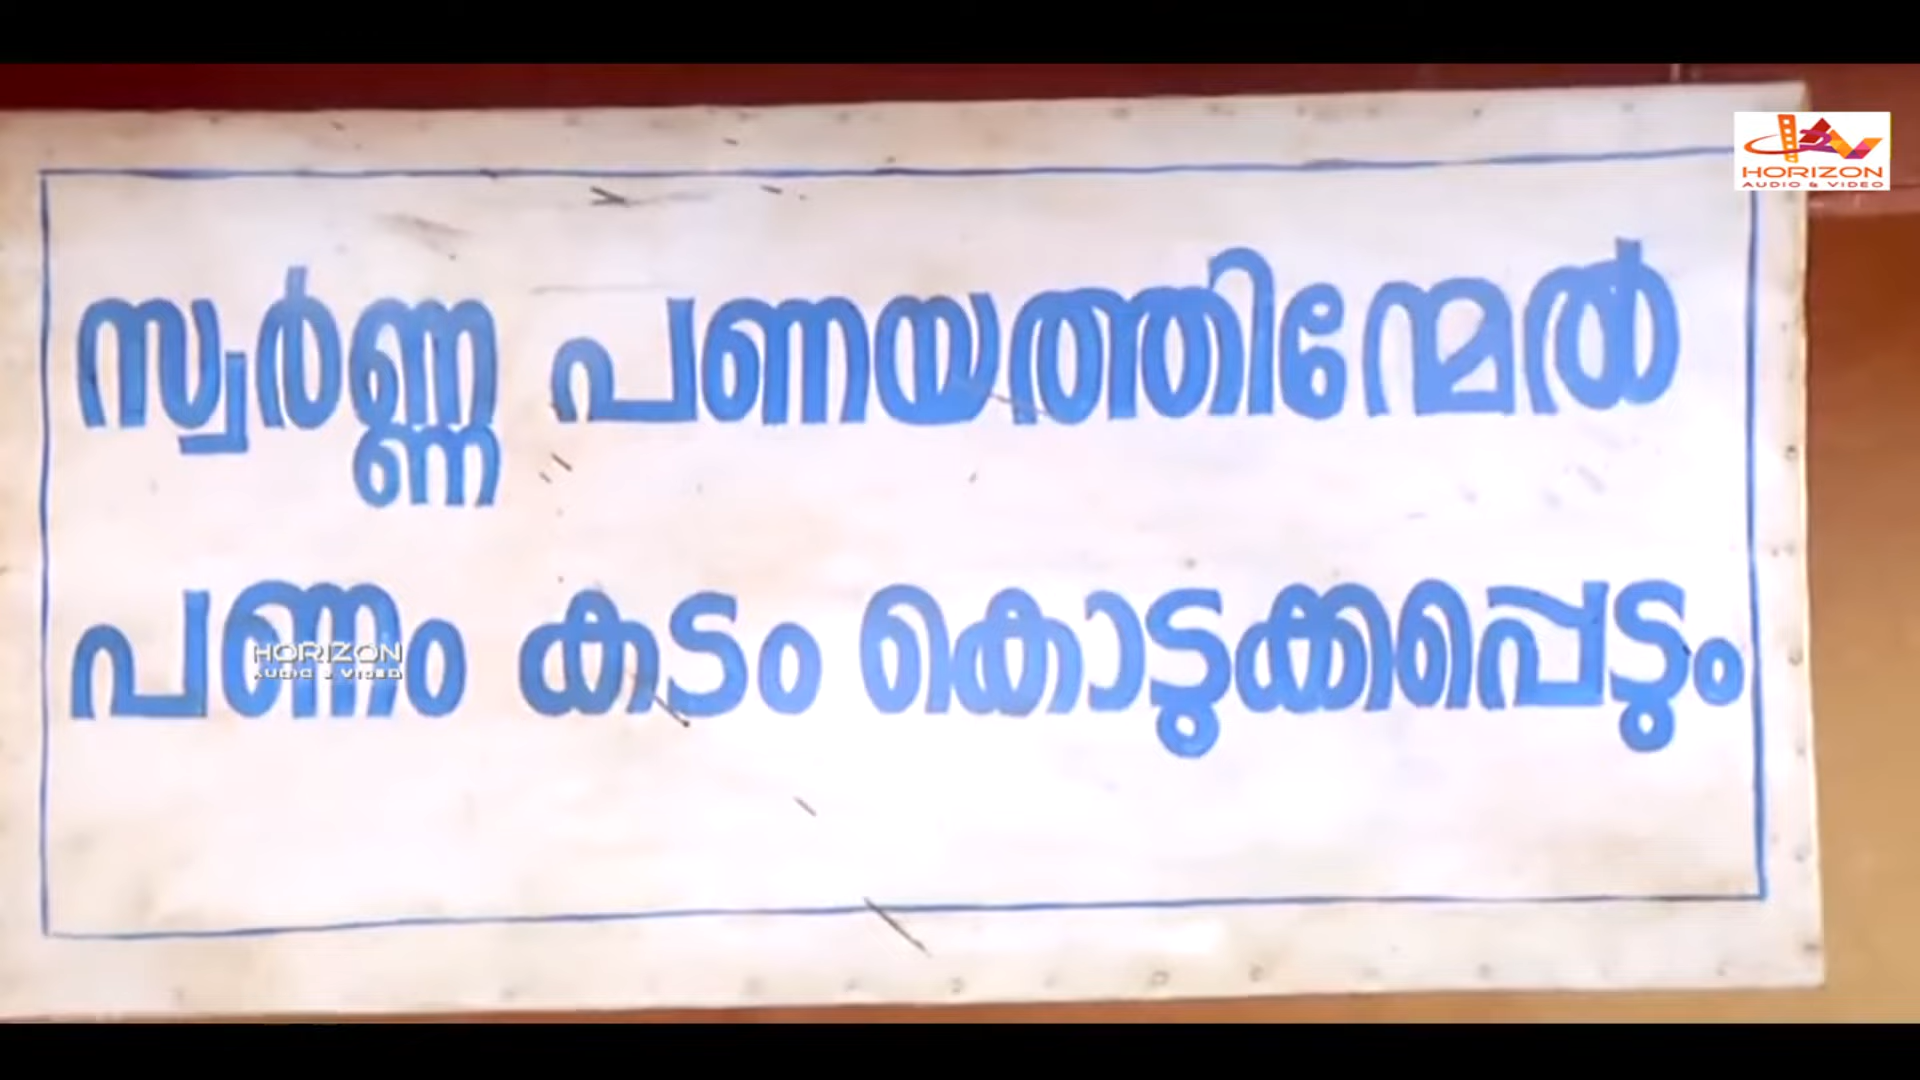 HORIZON
AUDIO & VIDEO
സ്വർണ്ണ പണയത്തിന്മേൽ
പണം കടം കൊടുക്കപ്പെടും
HORIZON
AUDIO & VIDEO